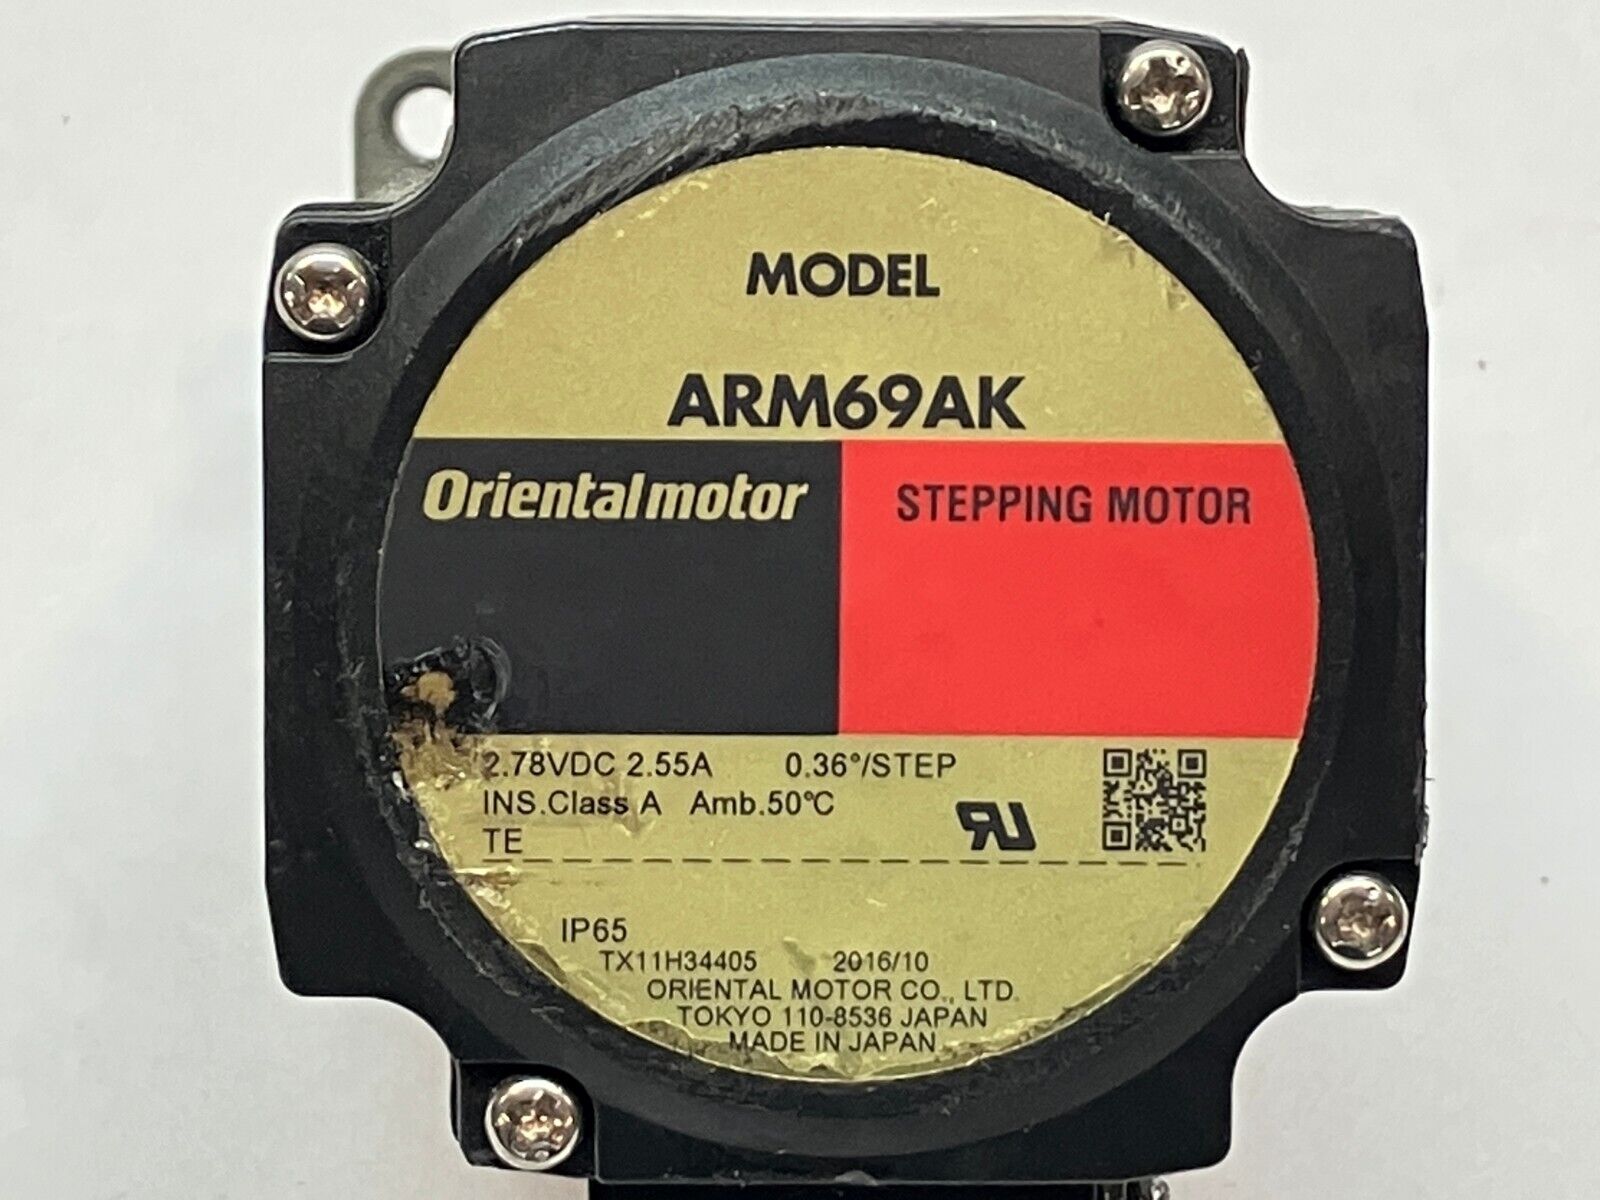 MODEL
ARM69AK
Orientalmotor STEPPING MOTOR
2.78VDC 2.55A 0.36°/STEP
INS.Class A Amb.50℃
TE
IP65
TX11H34405 2016/10
ORIENTAL MOTOR CO., LTD.
TOKYO 110-8536 JAPAN
MADE IN JAPAN